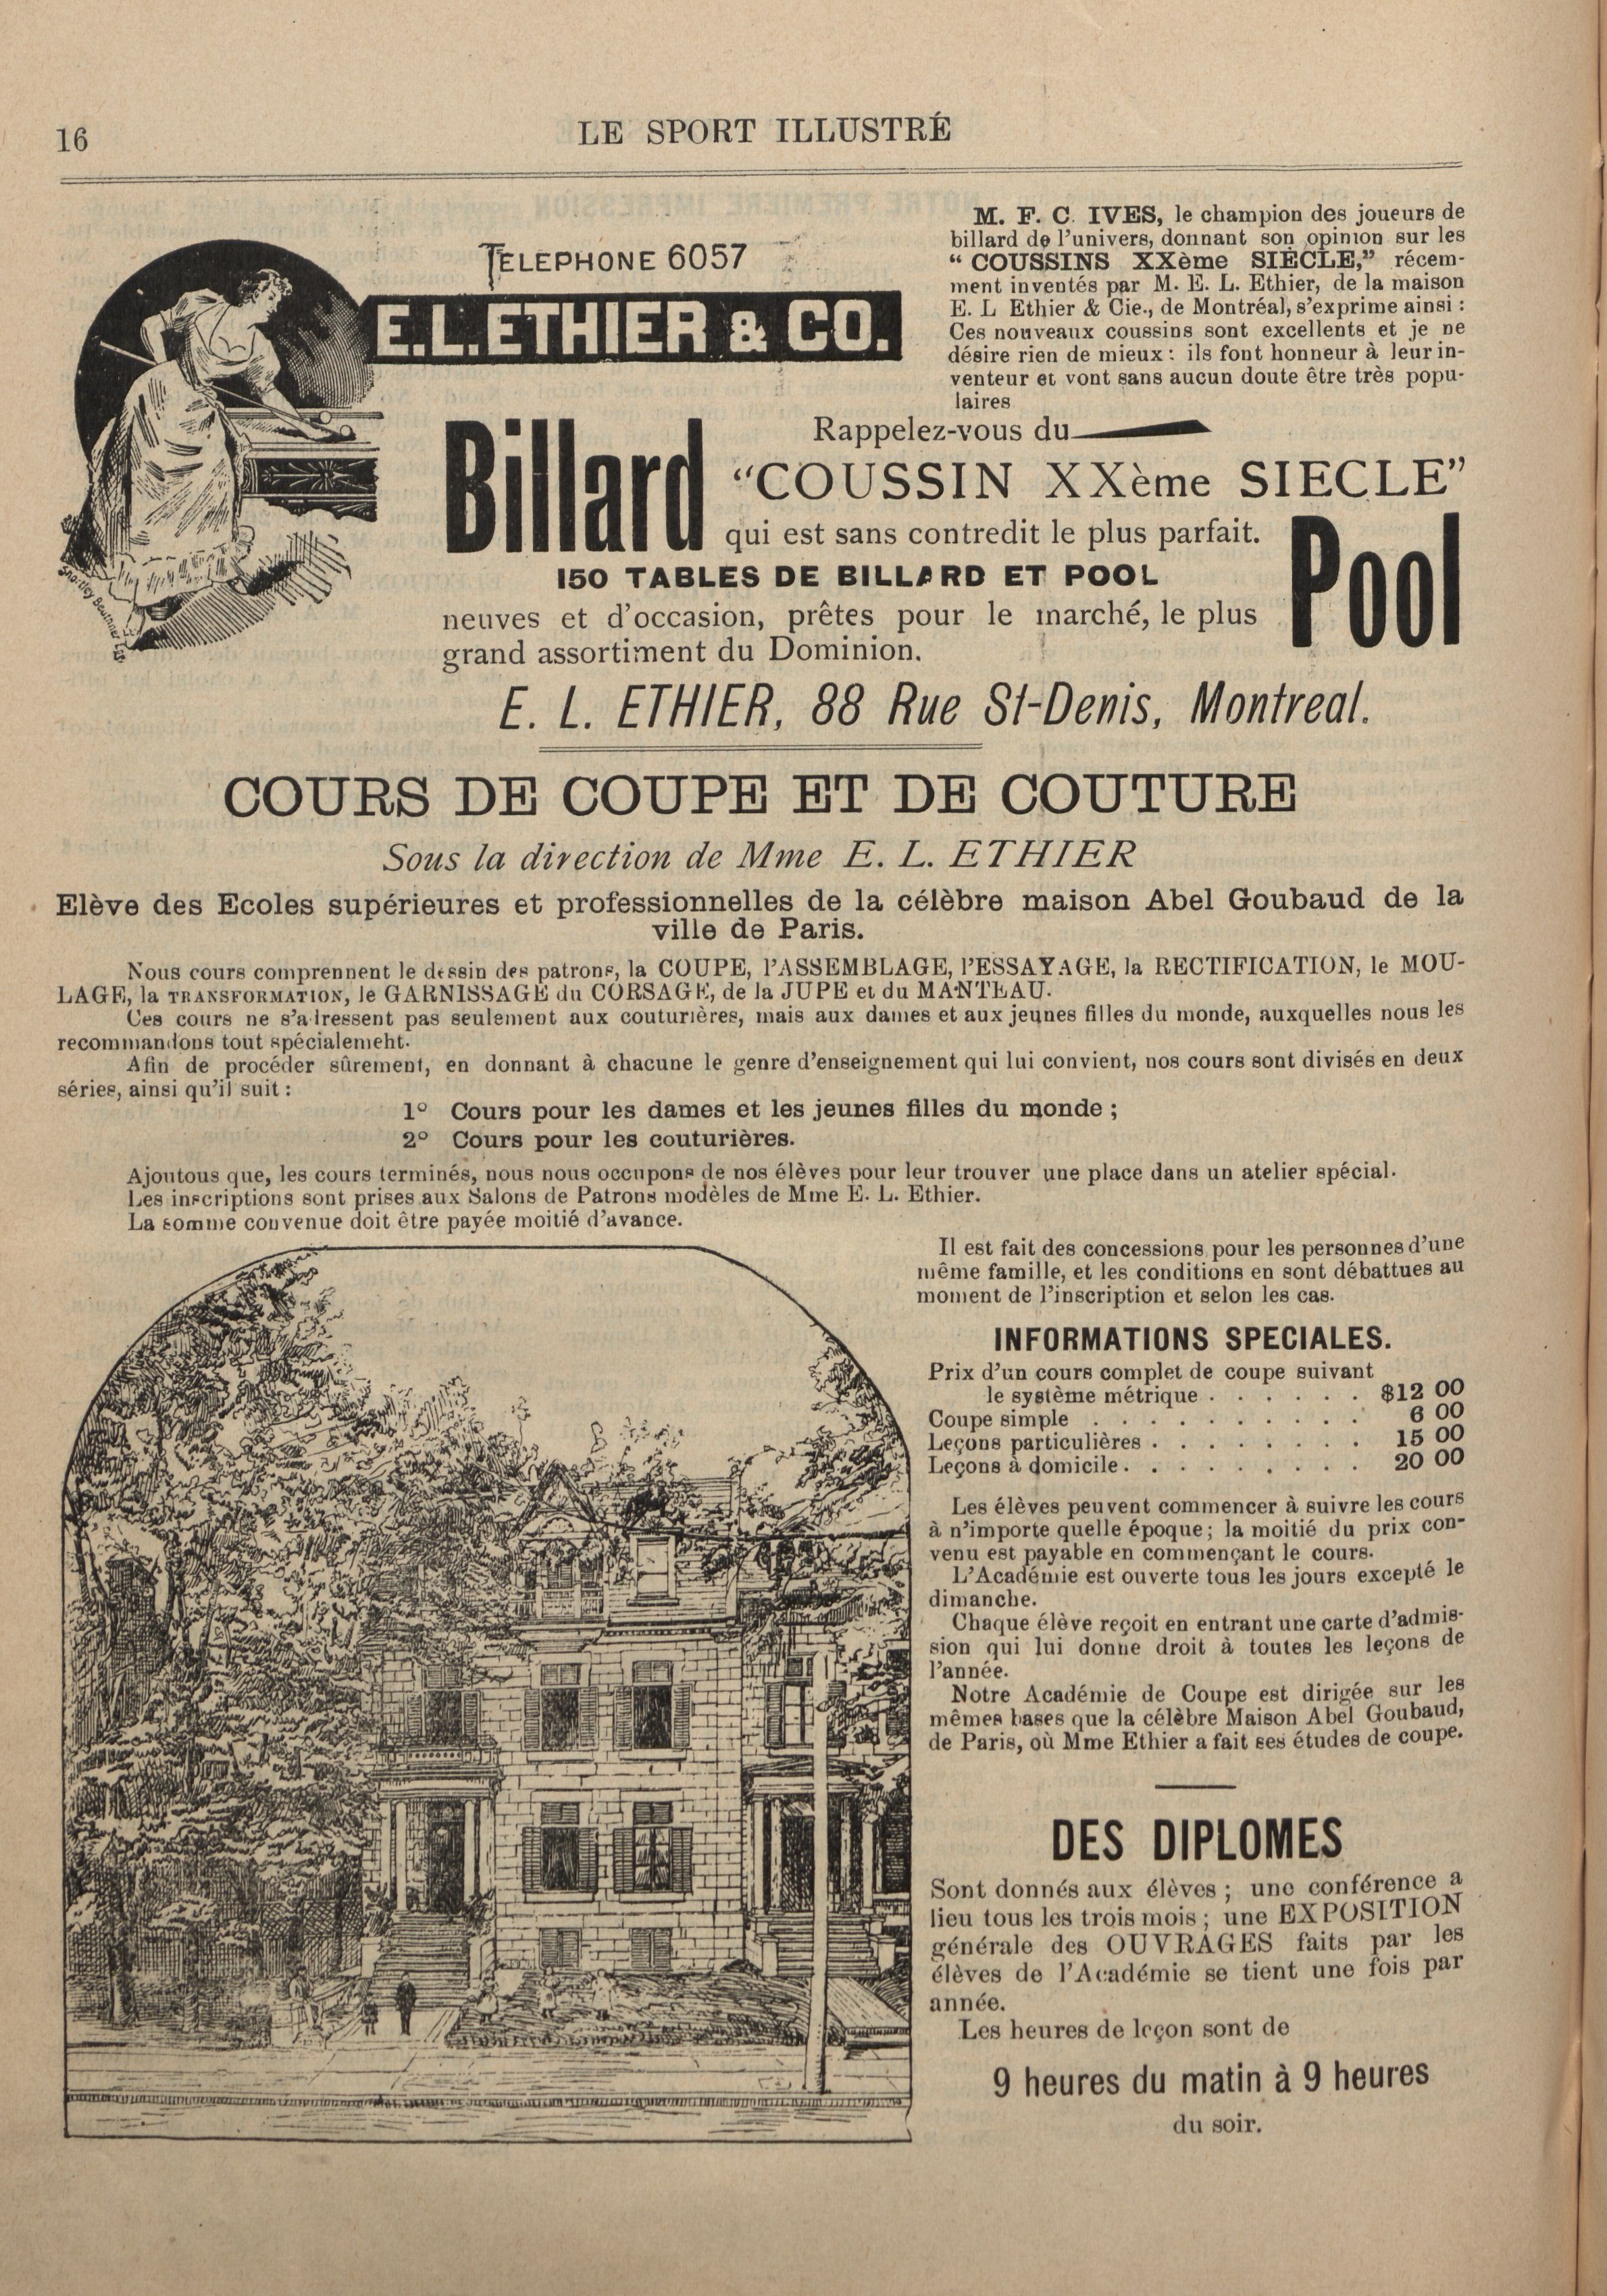 16
LE SPORT ILLUSTRÉ
TELEPHONE 6057
E. L. ETHIER & CO.
M. F. C. IVES, le champion des joueurs de
billard de l'univers, donnant son opinion sur les
“ COUSSINS XXème SIECLE,” récem-
ment inventés par M. E. L. Ethier, de la maison
E. L Ethier & Cie., de Montréal, s'exprime ainsi :
Ces nouveaux coussins sont excellents et je ne
désire rien de mieux : ils font honneur à leur in-
venteur et vont sans aucun doute être très popu-
laires
Billard
Rappelez-vous du
“COUSSIN XXème SIECLE”
qui est sans contredit le plus parfait.
Pool
150 TABLES DE BILLARD ET POOL
neuves et d'occasion, prêtes pour le marché, le plus
grand assortiment du Dominion.
E. L. ETHIER, 88 Rue St-Denis, Montreal.
COURS DE COUPE ET DE COUTURE
Sous la direction de Mme E. L. ETHIER
Elève des Ecoles supérieures et professionnelles de la célèbre maison Abel Goubaud de la
ville de Paris.
Nous cours comprennent le dessin des patrons, la COUPE, l'ASSEMBLAGE, l'ESSAYAGE, la RECTIFICATION, le MOU-
LAGE, la TRANSFORMATION, le GARNISSAGE du CORSAGE, de la JUPE et du MANTEAU.
Ces cours ne s'adressent pas seulement aux couturières, mais aux dames et aux jeunes filles du monde, auxquelles nous les
recommandons tout spécialemeht.
Afin de procéder sûrement, en donnant à chacune le genre d'enseignement qui lui convient, nos cours sont divisés en deux
séries, ainsi qu'il suit :
1° Cours pour les dames et les jeunes filles du monde ;
2° Cours pour les couturières.
Ajoutous que, les cours terminés, nous nous occupons de nos élèves pour leur trouver une place dans un atelier spécial.
Les inscriptions sont prises aux Salons de Patrons modèles de Mme E. L. Ethier.
La somme convenue doit être payée moitié d'avance.
Il est fait des concessions pour les personnes d'une
même famille, et les conditions en sont débattues au
moment de l'inscription et selon les cas.
INFORMATIONS SPECIALES.
Prix d'un cours complet de coupe suivant
le système métrique . . . . . . $12 00
Coupe simple . . . . . . . . . . 6 00
Leçons particulières . . . . . . . . 15 00
Leçons à domicile . . . . . . . . . 20 00
Les élèves peuvent commencer à suivre les cours
à n'importe quelle époque ; la moitié du prix con-
venu est payable en commençant le cours.
L'Académie est ouverte tous les jours excepté le
dimanche.
Chaque élève reçoit en entrant une carte d'admis-
sion qui lui donne droit à toutes les leçons de
l'année.
Notre Académie de Coupe est dirigée sur les
mêmes bases que la célèbre Maison Abel Goubaud,
de Paris, où Mme Ethier a fait ses études de coupe.
DES DIPLOMES
Sont donnés aux élèves ; une conférence a
lieu tous les trois mois ; une EXPOSITION
générale des OUVRAGES faits par les
élèves de l'Académie se tient une fois par
année.
Les heures de leçon sont de
9 heures du matin à 9 heures
du soir.